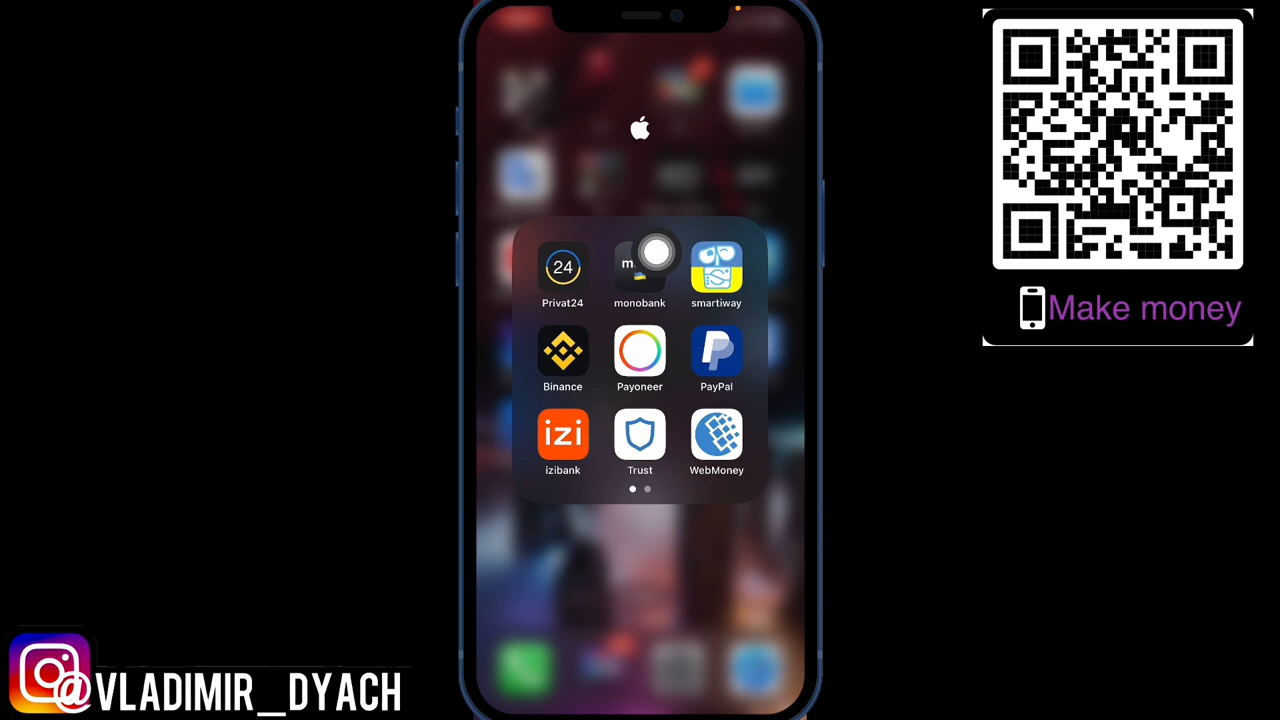 24
m
Privat24
monobank
smartiway
Binance
Payoneer
PayPal
izi
izibank
Trust
WebMoney
Make money
@VLADIMIR_DYACH